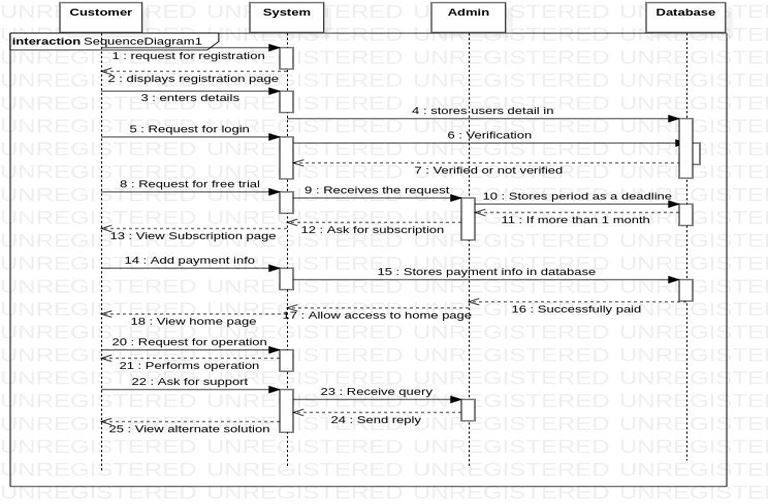 Customer
System
Admin
Database
interaction SequenceDiagram1
1 : request for registration
2 : displays registration page
3 : enters details
4 : stores users detail in
5 : Request for login
6 : Verification
7 : Verified or not verified
8 : Request for free trial
9 : Receives the request
10 : Stores period as a deadline
11 : If more than 1 month
12 : Ask for subscription
13 : View Subscription page
14 : Add payment info
15 : Stores payment info in database
16 : Successfully paid
17 : Allow access to home page
18 : View home page
20 : Request for operation
21 : Performs operation
22 : Ask for support
23 : Receive query
24 : Send reply
25 : View alternate solution
UNREGISTERED